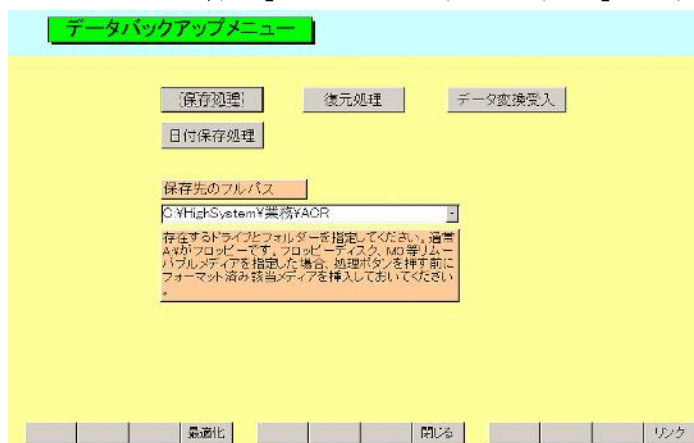 データバックアップメニュー
保存処理 復元処理 データ変換受入
日付保存処理
保存先のフルパス
C:¥HighSystem¥業務¥ACR
存在するドライブとフォルダーを指定してください。通常
A:¥がフロッピーです。フロッピーディスク、MO等リムー
バブルメディアを指定した場合、処理ボタンを押す前に
フォーマット済み該当メディアを挿入しておいてください
。
最適化 閉じる リンク